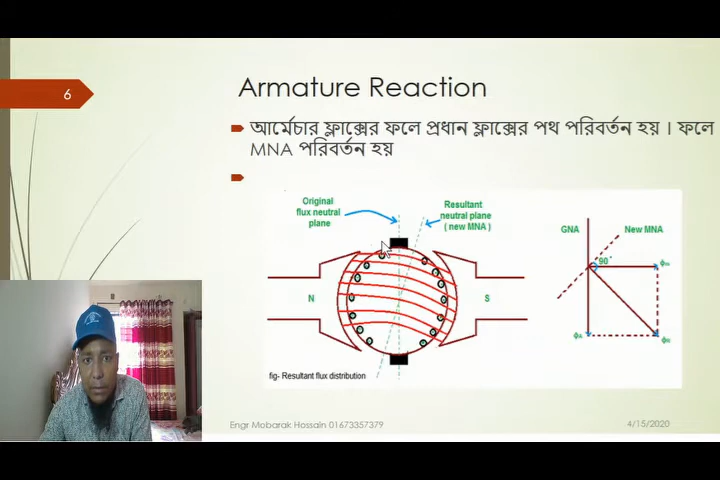 6
Armature Reaction
আর্মেচার ফ্লাক্সের ফলে প্রধান ফ্লাক্সের পথ পরিবর্তন হয় । ফলে
MNA পরিবর্তন হয়
Original
flux neutral
plane
Resultant
neutral plane
( new MNA )
GNA
New MNA
90°
N
S
fig- Resultant flux distribution
Engr Mobarak Hossain 01673357379
4/15/2020